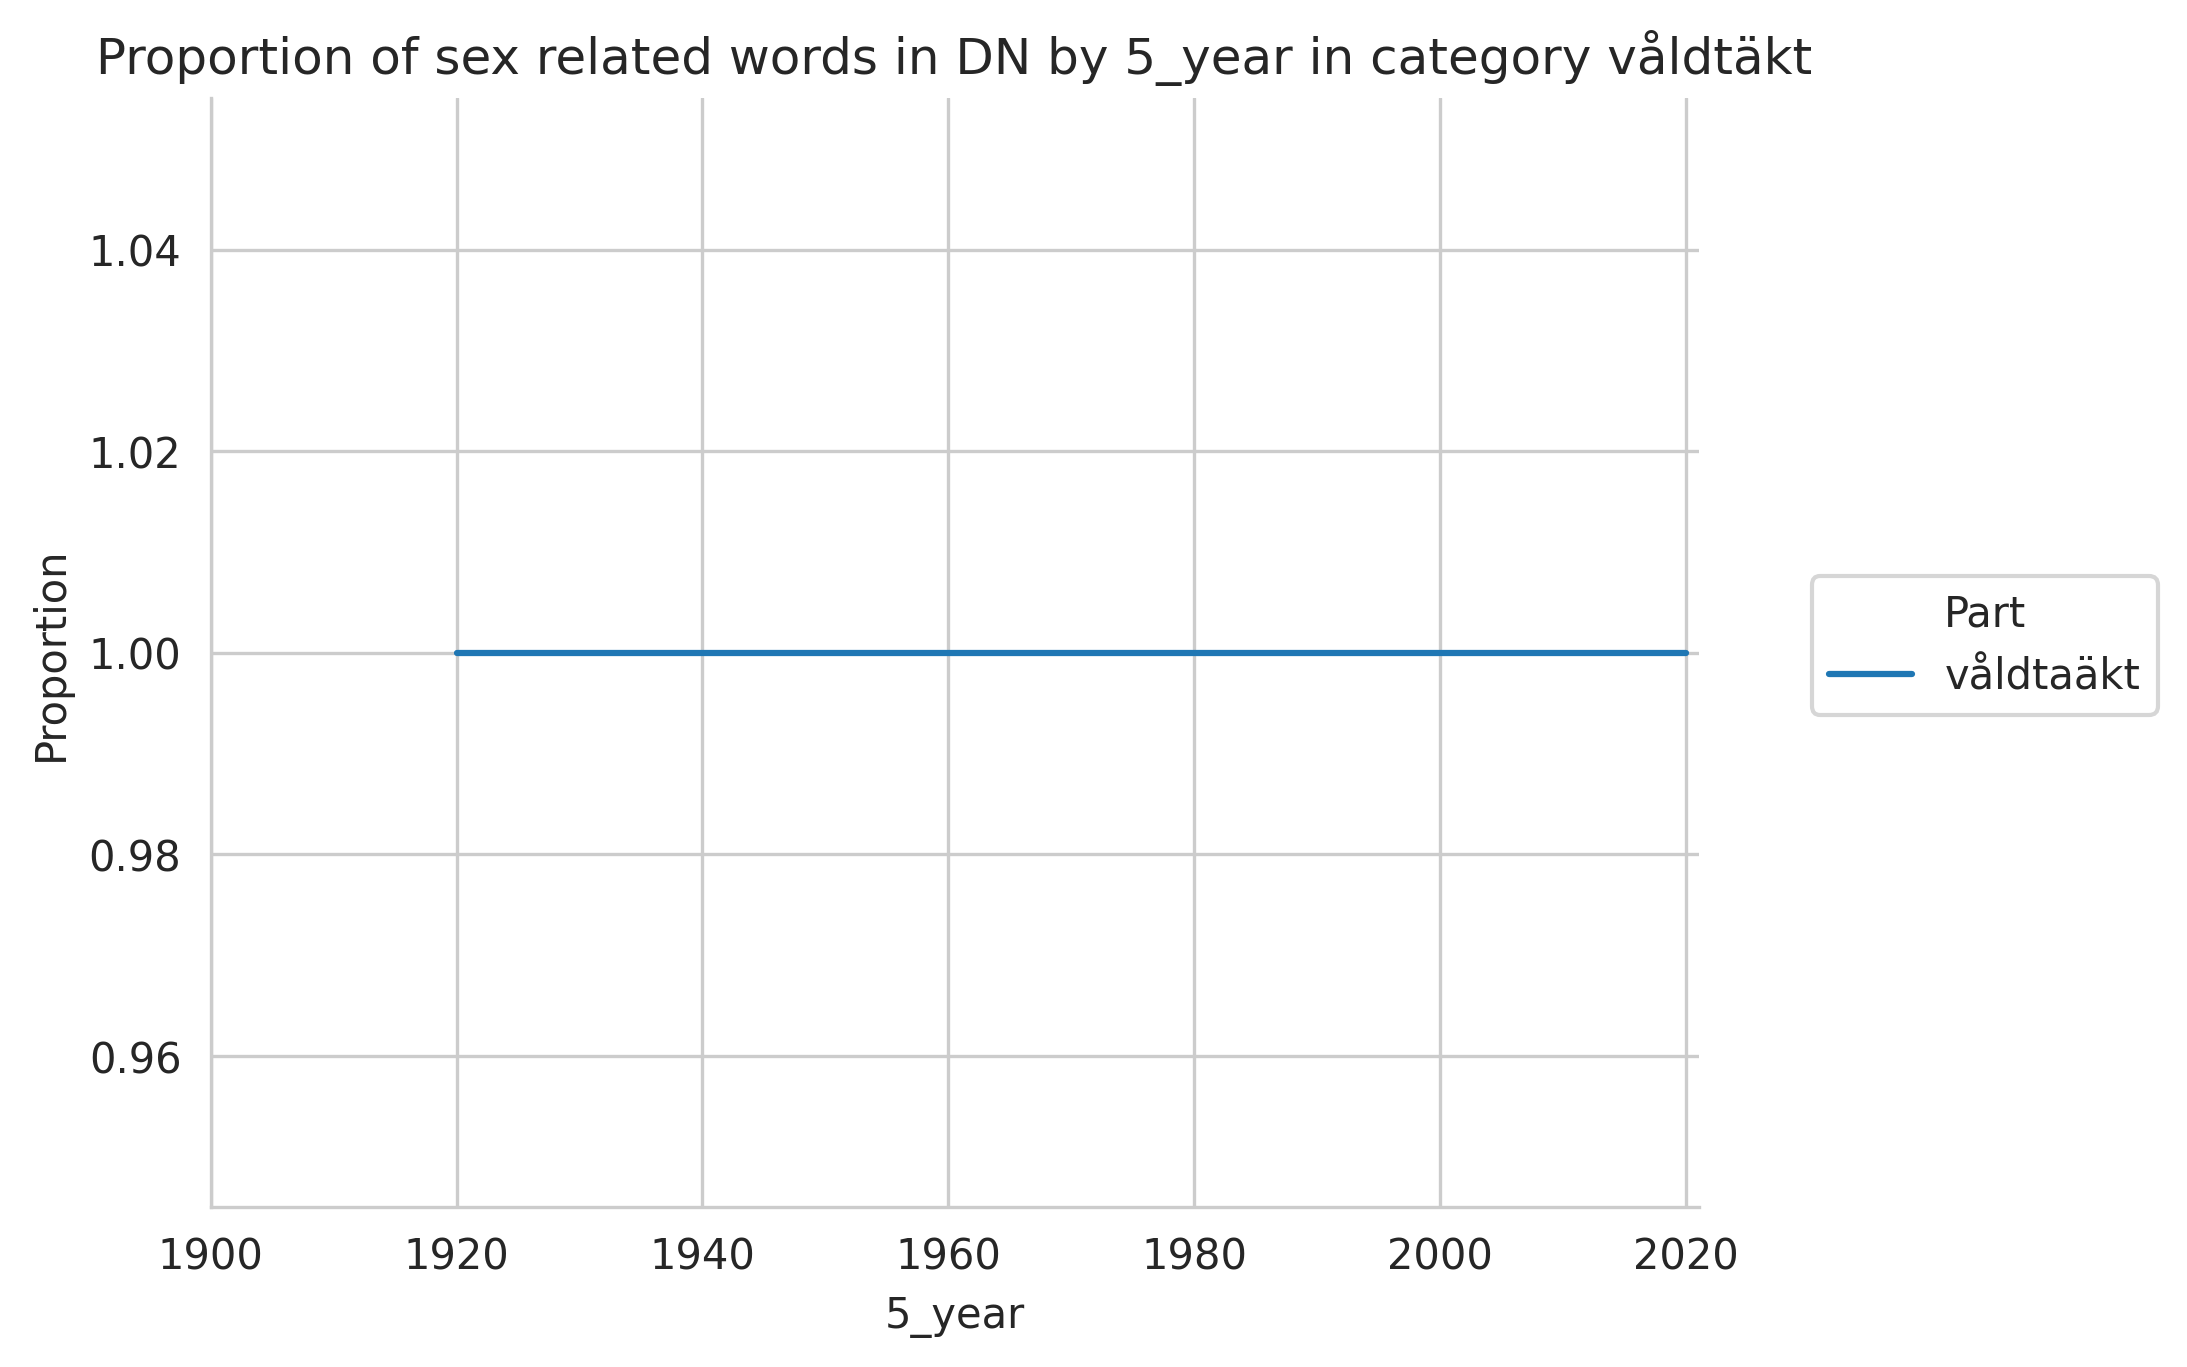 Proportion of sex related words in DN by 5_year in category våldtäkt
1.04
1.02
1.00
0.98
0.96
Proportion
1900 1920 1940 1960 1980 2000 2020
5_year
Part
våldtaäkt